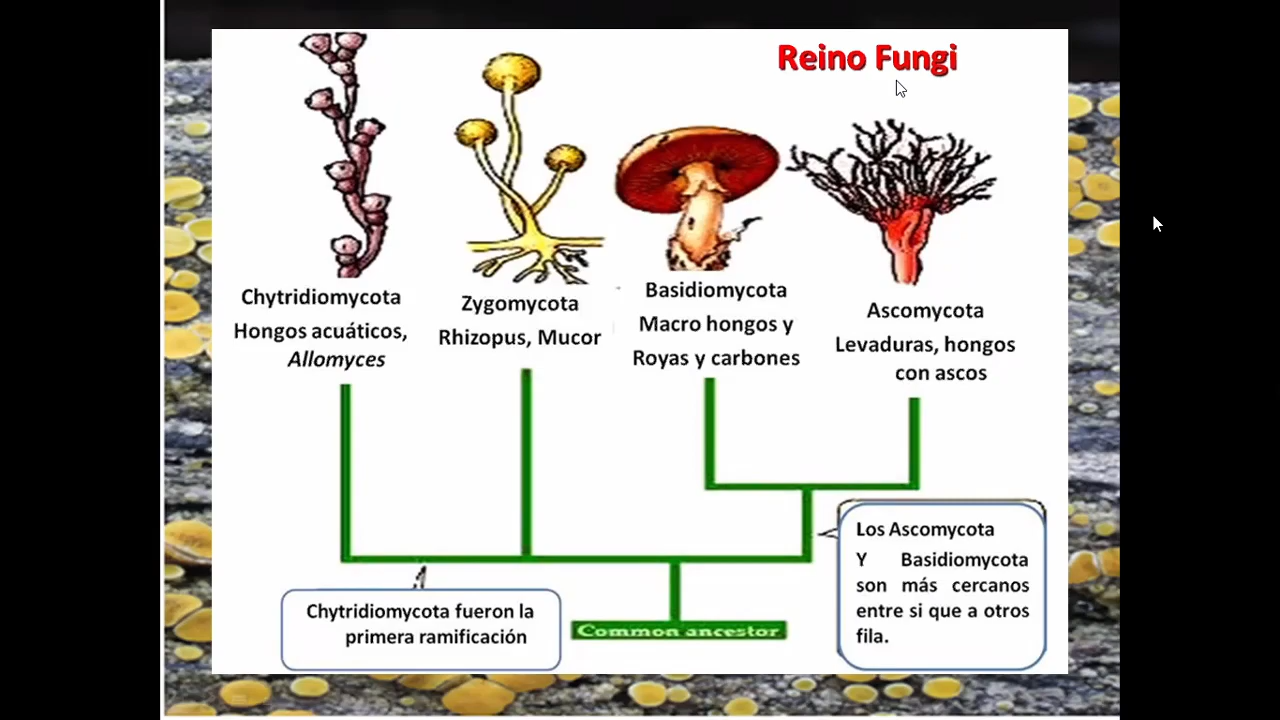 Reino Fungi
Chytridiomycota
Hongos acuáticos,
Allomyces
Zygomycota
Rhizopus, Mucor
Basidiomycota
Macro hongos y
Royas y carbones
Ascomycota
Levaduras, hongos
con ascos
Los Ascomycota
Y Basidiomycota
son más cercanos
entre si que a otros
fila.
Chytridiomycota fueron la
primera ramificación
Common ancestor